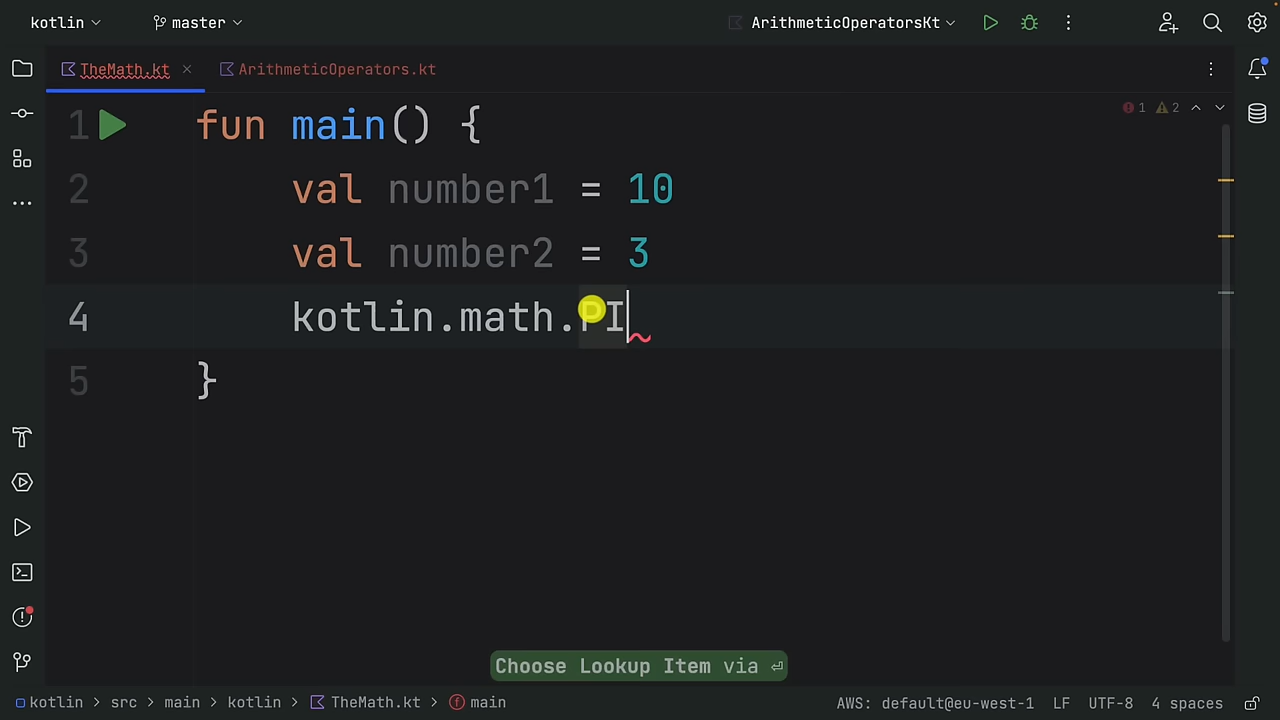 kotlin master ArithmeticOperatorsKt
TheMath.kt ArithmeticOperators.kt
1 2
1 fun main() {
2 val number1 = 10
3 val number2 = 3
4 kotlin.math.PI
5 }
Choose Lookup Item via ⏎
kotlin > src > main > kotlin > TheMath.kt > main AWS: default@eu-west-1 LF UTF-8 4 spaces